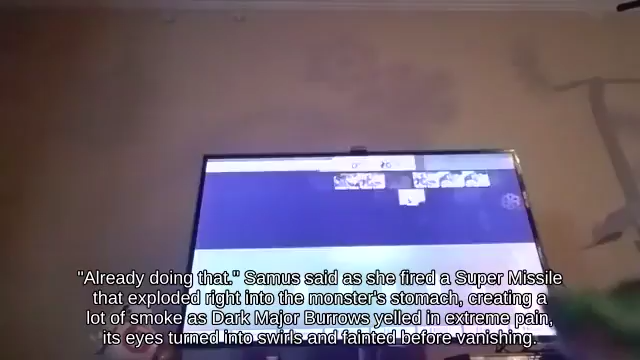 "Already doing that." Samus said as she fired a Super Missile
that exploded right into the monster's stomach, creating a
lot of smoke as Dark Major Burrows yelled in extreme pain,
its eyes turned into swirls and fainted before vanishing.